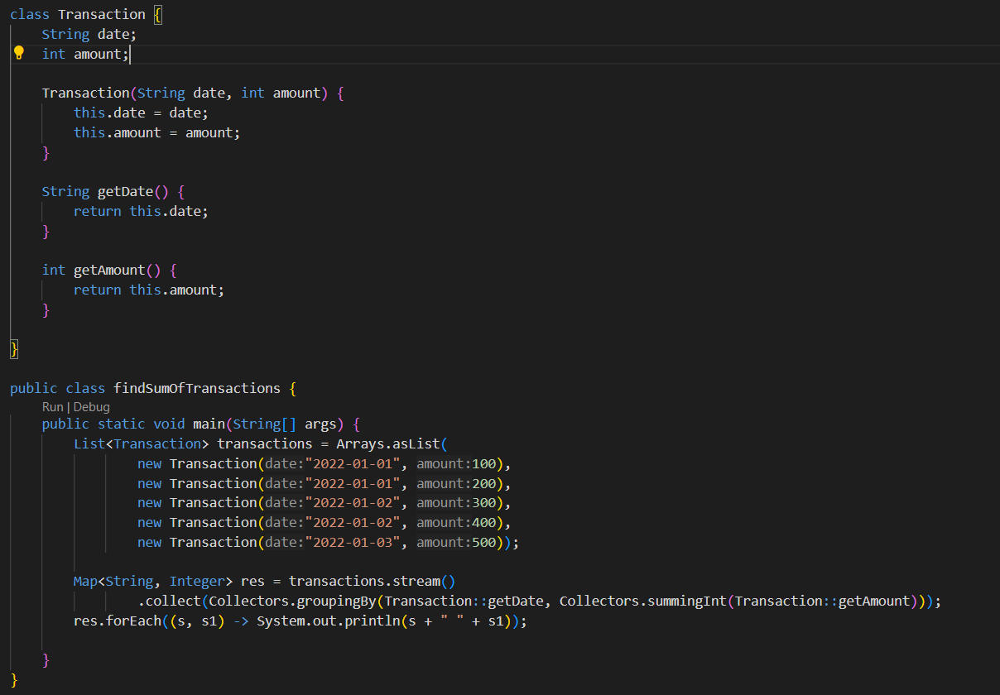 class Transaction {
    String date;
    int amount;
    Transaction(String date, int amount) {
        this.date = date;
        this.amount = amount;
    }
    String getDate() {
        return this.date;
    }
    int getAmount() {
        return this.amount;
    }
}
public class findSumOfTransactions {
    Run | Debug
    public static void main(String[] args) {
        List<Transaction> transactions = Arrays.asList(
                new Transaction(date:"2022-01-01", amount:100),
                new Transaction(date:"2022-01-01", amount:200),
                new Transaction(date:"2022-01-02", amount:300),
                new Transaction(date:"2022-01-02", amount:400),
                new Transaction(date:"2022-01-03", amount:500));
        Map<String, Integer> res = transactions.stream()
                .collect(Collectors.groupingBy(Transaction::getDate, Collectors.summingInt(Transaction::getAmount)));
        res.forEach((s, s1) -> System.out.println(s + " " + s1));
    }
}